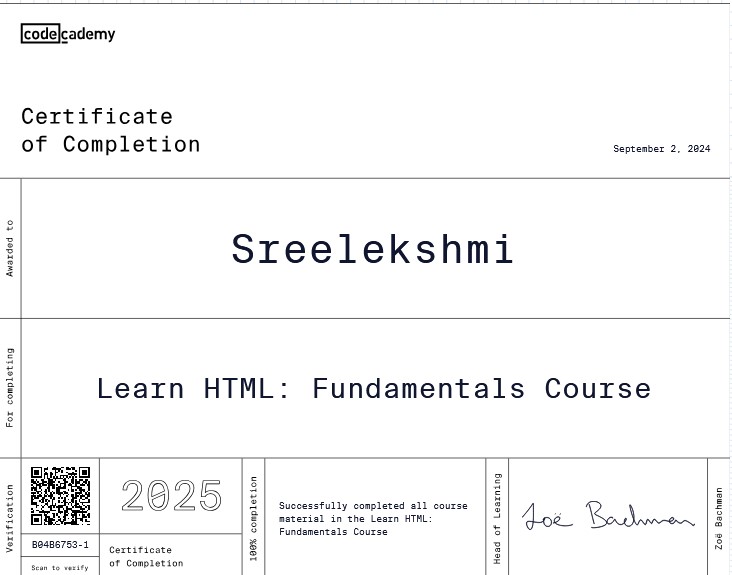 codecademy
Certificate
of Completion
September 2, 2024
Awarded to
Sreelekshmi
For completing
Learn HTML: Fundamentals Course
Verification
B04B6753-1
Scan to verify
2025
Certificate
of Completion
100% completion
Successfully completed all course
material in the Learn HTML:
Fundamentals Course
Head of Learning
Zoë Bachman
Zoë Bachman